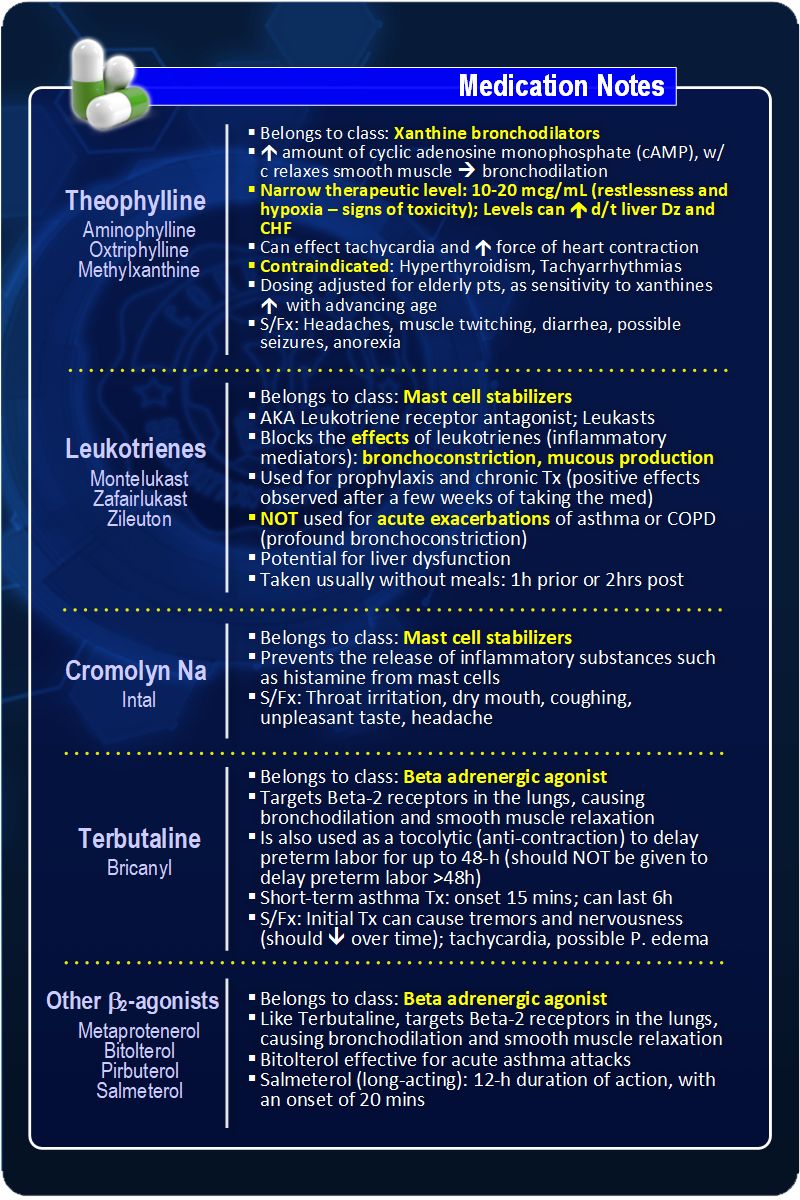 Medication Notes
Theophylline
Aminophylline
Oxtriphylline
Methylxanthine
▪ Belongs to class: Xanthine bronchodilators
▪ ↑ amount of cyclic adenosine monophosphate (cAMP), w/
c relaxes smooth muscle → bronchodilation
▪ Narrow therapeutic level: 10-20 mcg/mL (restlessness and
hypoxia – signs of toxicity); Levels can ↑ d/t liver Dz and
CHF
▪ Can effect tachycardia and ↑ force of heart contraction
▪ Contraindicated: Hyperthyroidism, Tachyarrhythmias
▪ Dosing adjusted for elderly pts, as sensitivity to xanthines
↑ with advancing age
▪ S/Fx: Headaches, muscle twitching, diarrhea, possible
seizures, anorexia
Leukotrienes
Montelukast
Zafairlukast
Zileuton
▪ Belongs to class: Mast cell stabilizers
▪ AKA Leukotriene receptor antagonist; Leukasts
▪ Blocks the effects of leukotrienes (inflammatory
mediators): bronchoconstriction, mucous production
▪ Used for prophylaxis and chronic Tx (positive effects
observed after a few weeks of taking the med)
▪ NOT used for acute exacerbations of asthma or COPD
(profound bronchoconstriction)
▪ Potential for liver dysfunction
▪ Taken usually without meals: 1h prior or 2hrs post
Cromolyn Na
Intal
▪ Belongs to class: Mast cell stabilizers
▪ Prevents the release of inflammatory substances such
as histamine from mast cells
▪ S/Fx: Throat irritation, dry mouth, coughing,
unpleasant taste, headache
Terbutaline
Bricanyl
▪ Belongs to class: Beta adrenergic agonist
▪ Targets Beta-2 receptors in the lungs, causing
bronchodilation and smooth muscle relaxation
▪ Is also used as a tocolytic (anti-contraction) to delay
preterm labor for up to 48-h (should NOT be given to
delay preterm labor >48h)
▪ Short-term asthma Tx: onset 15 mins; can last 6h
▪ S/Fx: Initial Tx can cause tremors and nervousness
(should ↓ over time); tachycardia, possible P. edema
Other β₂-agonists
Metaprotenerol
Bitolterol
Pirbuterol
Salmeterol
▪ Belongs to class: Beta adrenergic agonist
▪ Like Terbutaline, targets Beta-2 receptors in the lungs,
causing bronchodilation and smooth muscle relaxation
▪ Bitolterol effective for acute asthma attacks
▪ Salmeterol (long-acting): 12-h duration of action, with
an onset of 20 mins